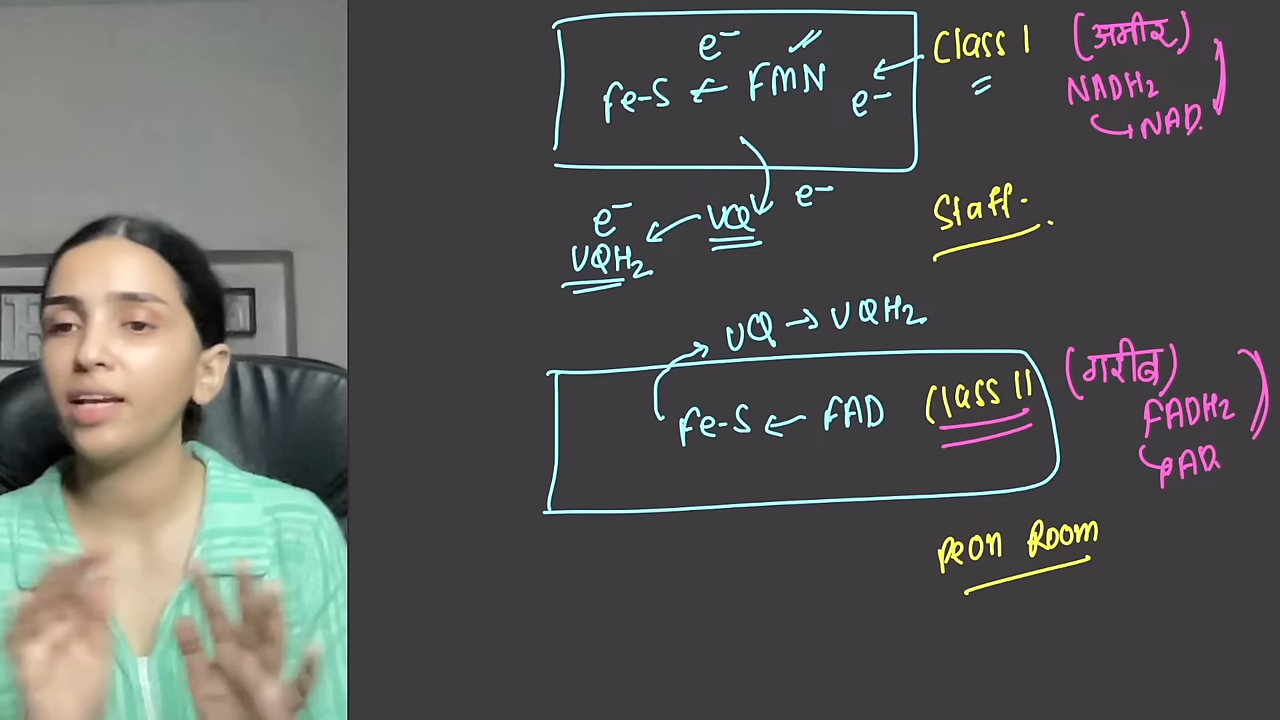 e⁻
Fe-S ← FMN
e⁻
Class I (अमीर)
=
NADH₂
↪ NAD.
e⁻ ← UQ e⁻
UQH₂
Staff.
UQ → UQH₂
Fe-S ← FAD
Class II (गरीब)
FADH₂
↪ FAD
Peon Room